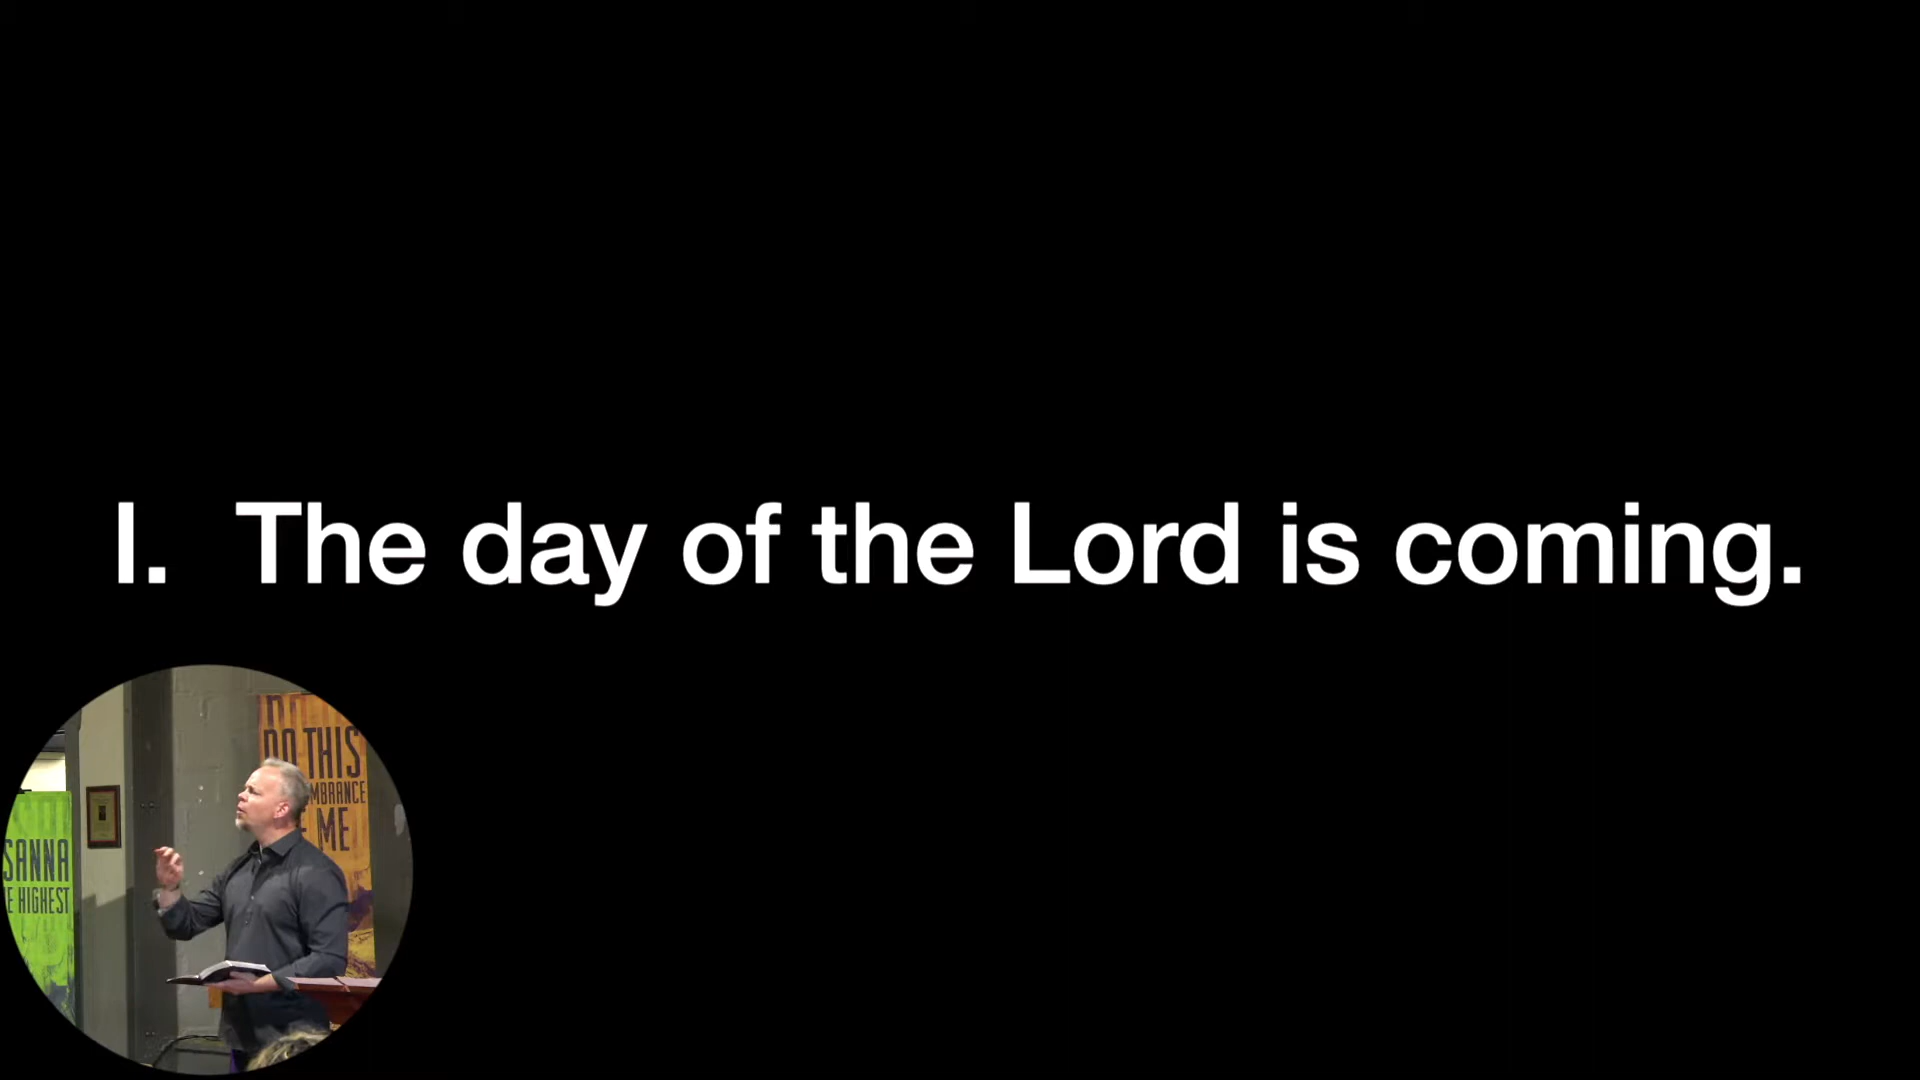 I. The day of the Lord is coming.
DO THIS
MBRANCE
ME
SANNA
E HIGHEST